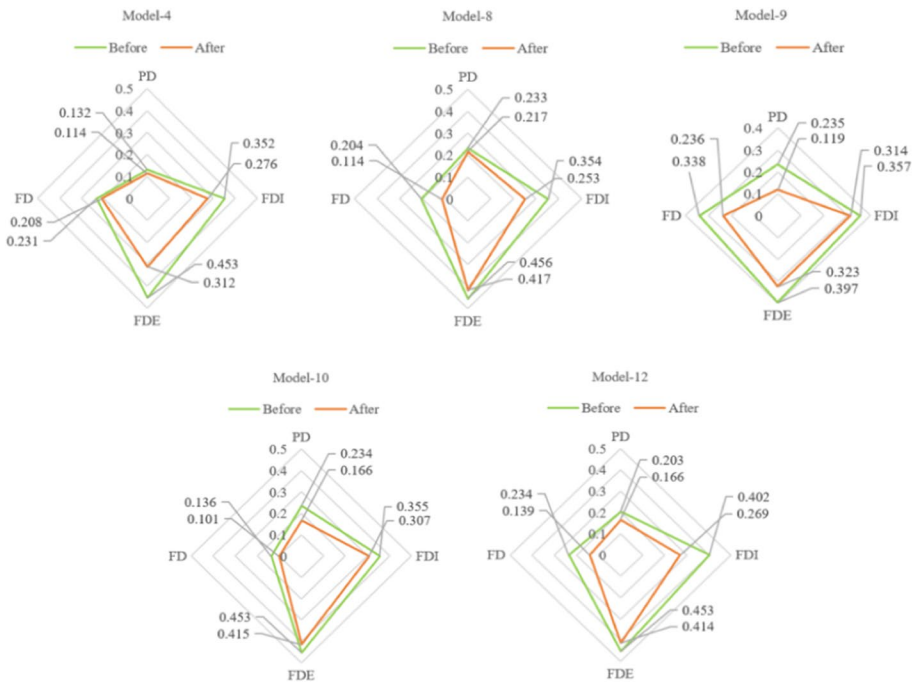 Model-4
Before After
PD
0.5
0.4
0.3
0.2
0.1
0
0.132
0.114
0.352
0.276
FD
FDI
0.208
0.231
0.453
0.312
FDE
Model-8
Before After
PD
0.5
0.4
0.3
0.2
0.1
0
0.233
0.217
0.204
0.114
0.354
0.253
FD
FDI
0.456
0.417
FDE
Model-9
Before After
PD
0.4
0.3
0.2
0.1
0
0.235
0.119
0.236
0.338
0.314
0.357
FD
FDI
0.323
0.397
FDE
Model-10
Before After
PD
0.5
0.4
0.3
0.2
0.1
0
0.234
0.166
0.136
0.101
0.355
0.307
FD
FDI
0.453
0.415
FDE
Model-12
Before After
PD
0.5
0.4
0.3
0.2
0.1
0
0.203
0.166
0.234
0.139
0.402
0.269
FD
FDI
0.453
0.414
FDE